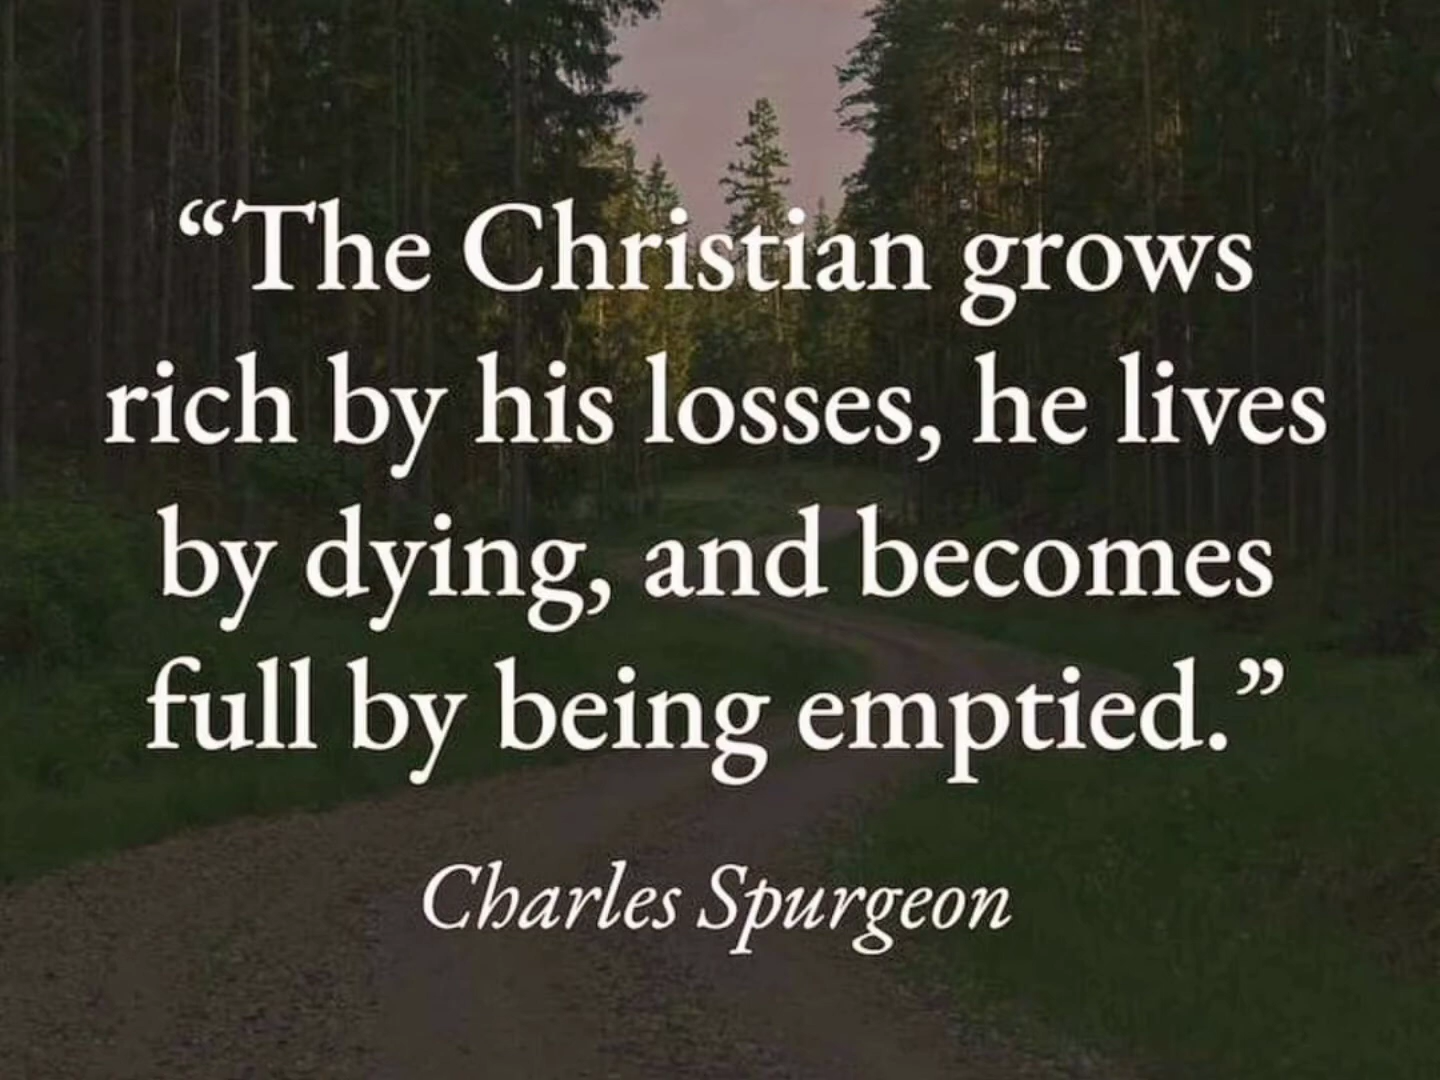 “The Christian grows
rich by his losses, he lives
by dying, and becomes
full by being emptied.”
Charles Spurgeon